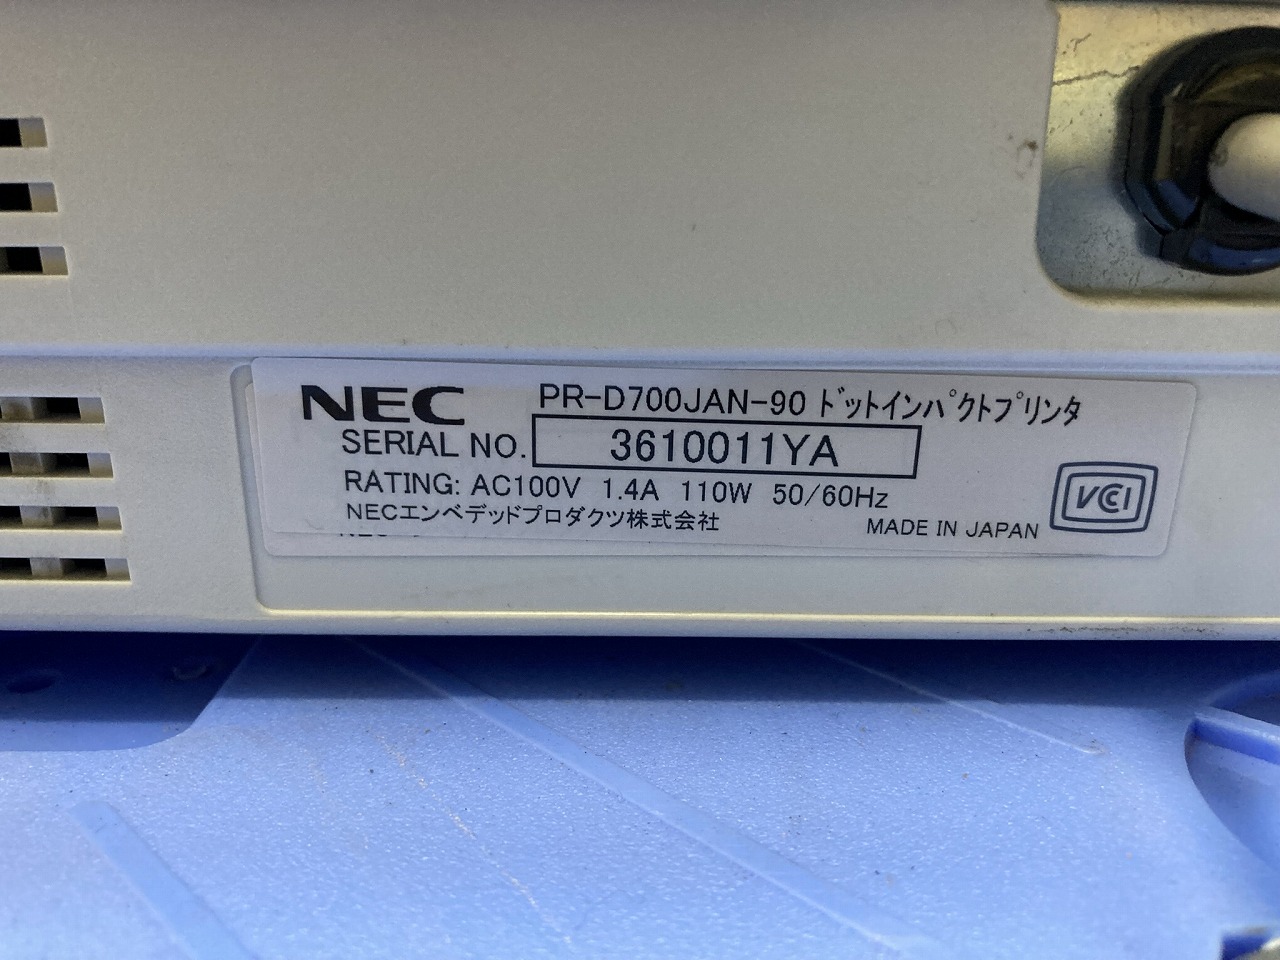 NEC
PR-D700JAN-90 ﾄﾞｯﾄｲﾝﾊﾟｸﾄﾌﾟﾘﾝﾀ
SERIAL NO. 3610011YA
RATING: AC100V 1.4A 110W 50/60Hz
NECエンベデッドプロダクツ株式会社
MADE IN JAPAN
VCCI